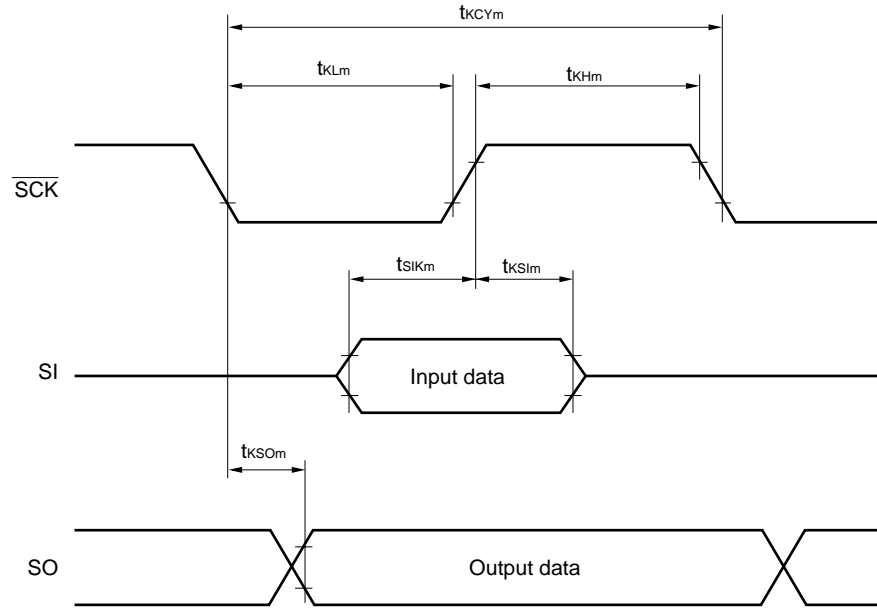 tKCYm
tKLm
tKHm
SCK
tSIKm
tKSIm
SI
Input data
tKSOm
SO
Output data